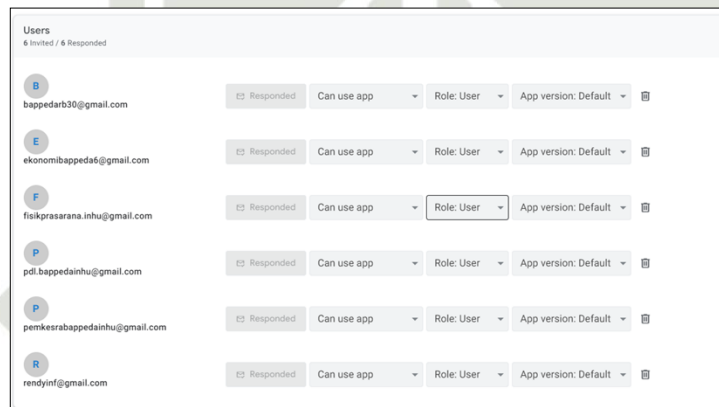 Users
6 Invited / 6 Responded
B
bappedarb30@gmail.com
Responded Can use app Role: User App version: Default
E
ekonomibappeda6@gmail.com
Responded Can use app Role: User App version: Default
F
fisikprasarana.inhu@gmail.com
Responded Can use app Role: User App version: Default
P
pdl.bappedainhu@gmail.com
Responded Can use app Role: User App version: Default
P
pemkesrabappedainhu@gmail.com
Responded Can use app Role: User App version: Default
R
rendyinf@gmail.com
Responded Can use app Role: User App version: Default